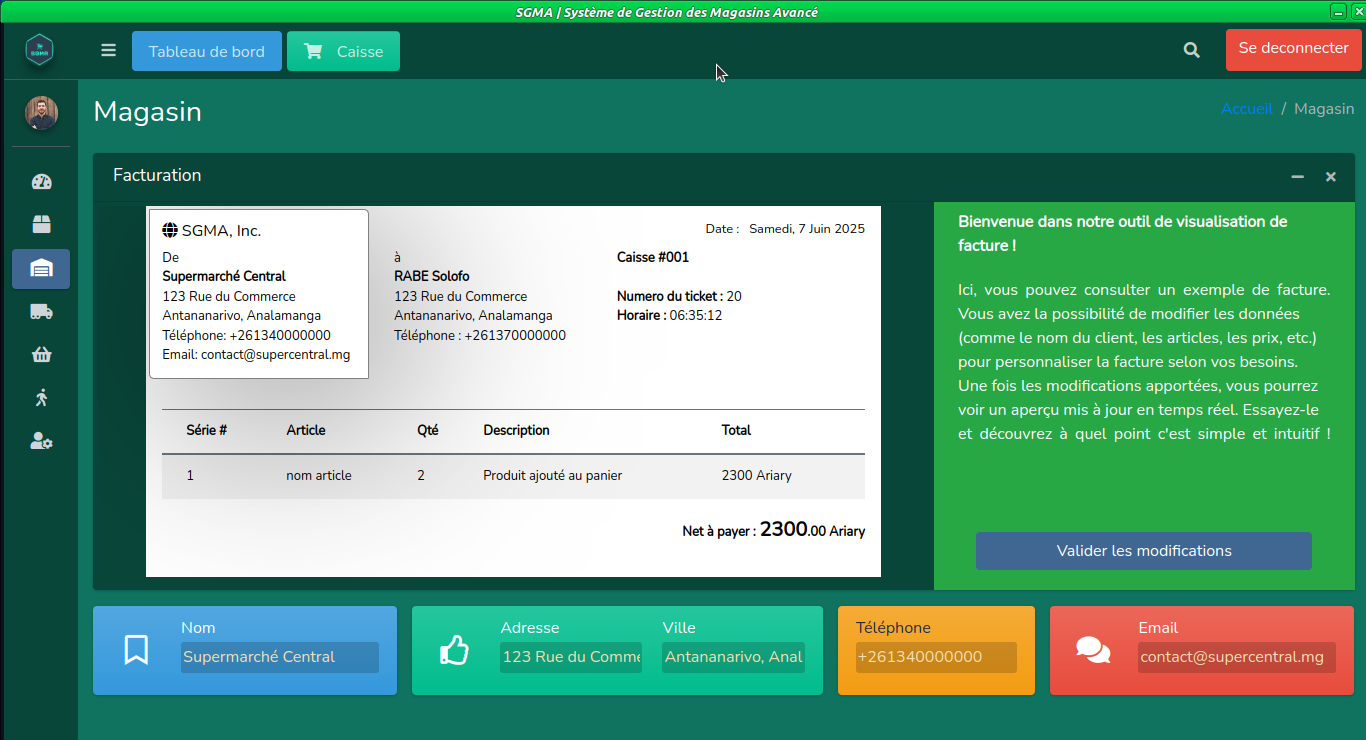 SGMA | Système de Gestion des Magasins Avancé
SGMA
Tableau de bord
Caisse
Se deconnecter
Magasin
Accueil / Magasin
Facturation
SGMA, Inc.
Date : Samedi, 7 Juin 2025
De
Supermarché Central
123 Rue du Commerce
Antananarivo, Analamanga
Téléphone: +261340000000
Email: contact@supercentral.mg
à
RABE Solofo
123 Rue du Commerce
Antananarivo, Analamanga
Téléphone : +261370000000
Caisse #001
Numero du ticket : 20
Horaire : 06:35:12
Série # Article Qté Description Total
1 nom article 2 Produit ajouté au panier 2300 Ariary
Net à payer : 2300.00 Ariary
Bienvenue dans notre outil de visualisation de
facture !
Ici, vous pouvez consulter un exemple de facture.
Vous avez la possibilité de modifier les données
(comme le nom du client, les articles, les prix, etc.)
pour personnaliser la facture selon vos besoins.
Une fois les modifications apportées, vous pourrez
voir un aperçu mis à jour en temps réel. Essayez-le
et découvrez à quel point c'est simple et intuitif !
Valider les modifications
Nom
Supermarché Central
Adresse
123 Rue du Comme
Ville
Antananarivo, Anal
Téléphone
+261340000000
Email
contact@supercentral.mg